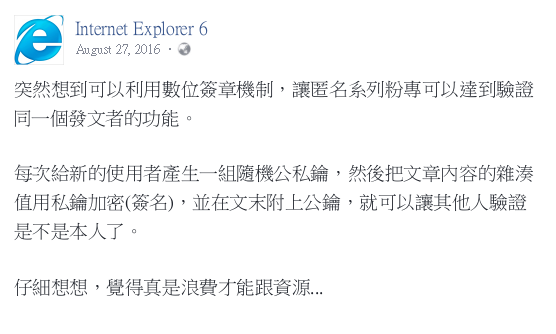 Internet Explorer 6
August 27, 2016 ·
突然想到可以利用數位簽章機制，讓匿名系列粉專可以達到驗證
同一個發文者的功能。
每次給新的使用者產生一組隨機公私鑰，然後把文章內容的雜湊
值用私鑰加密(簽名)，並在文末附上公鑰，就可以讓其他人驗證
是不是本人了。
仔細想想，覺得真是浪費才能跟資源...